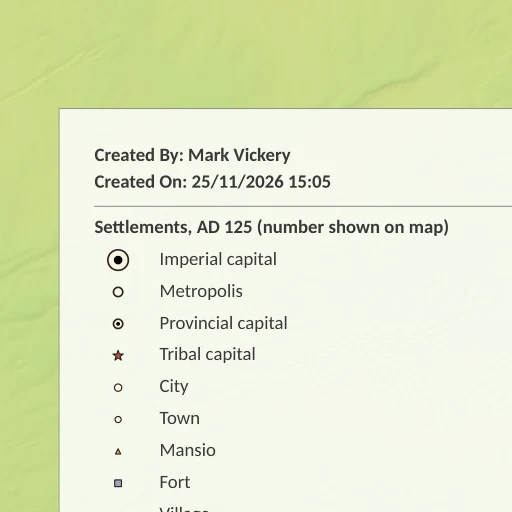 Created By: Mark Vickery
Created On: 25/11/2026 15:05
Settlements, AD 125 (number shown on map)
Imperial capital
Metropolis
Provincial capital
Tribal capital
City
Town
Mansio
Fort